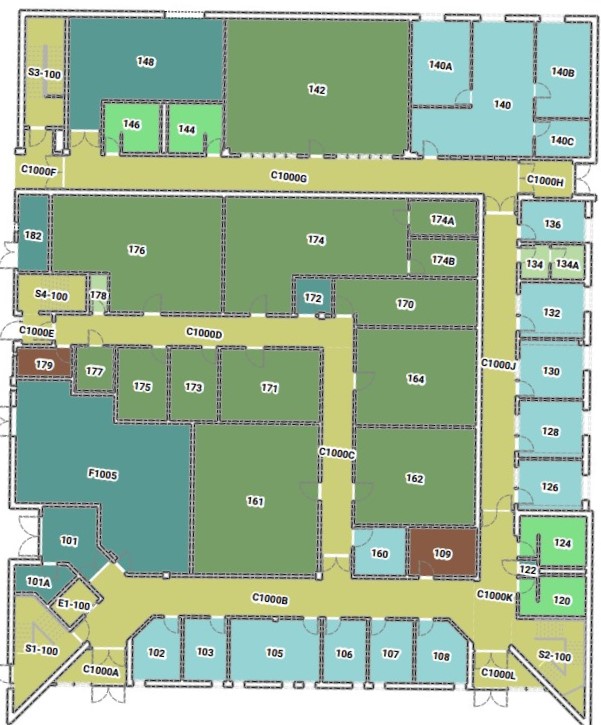 148
142
140A
140
140B
S3-100
146
144
140C
C1000F
C1000G
C1000H
182
176
174
174A
136
174B
134
134A
S4-100
178
172
170
132
C1000E
C1000D
179
177
175
173
171
164
C1000J
130
128
F1005
161
C1000C
162
126
101
160
109
124
122
101A
E1-100
C1000B
C1000K
120
S1-100
102
103
105
106
107
108
S2-100
C1000A
C1000L